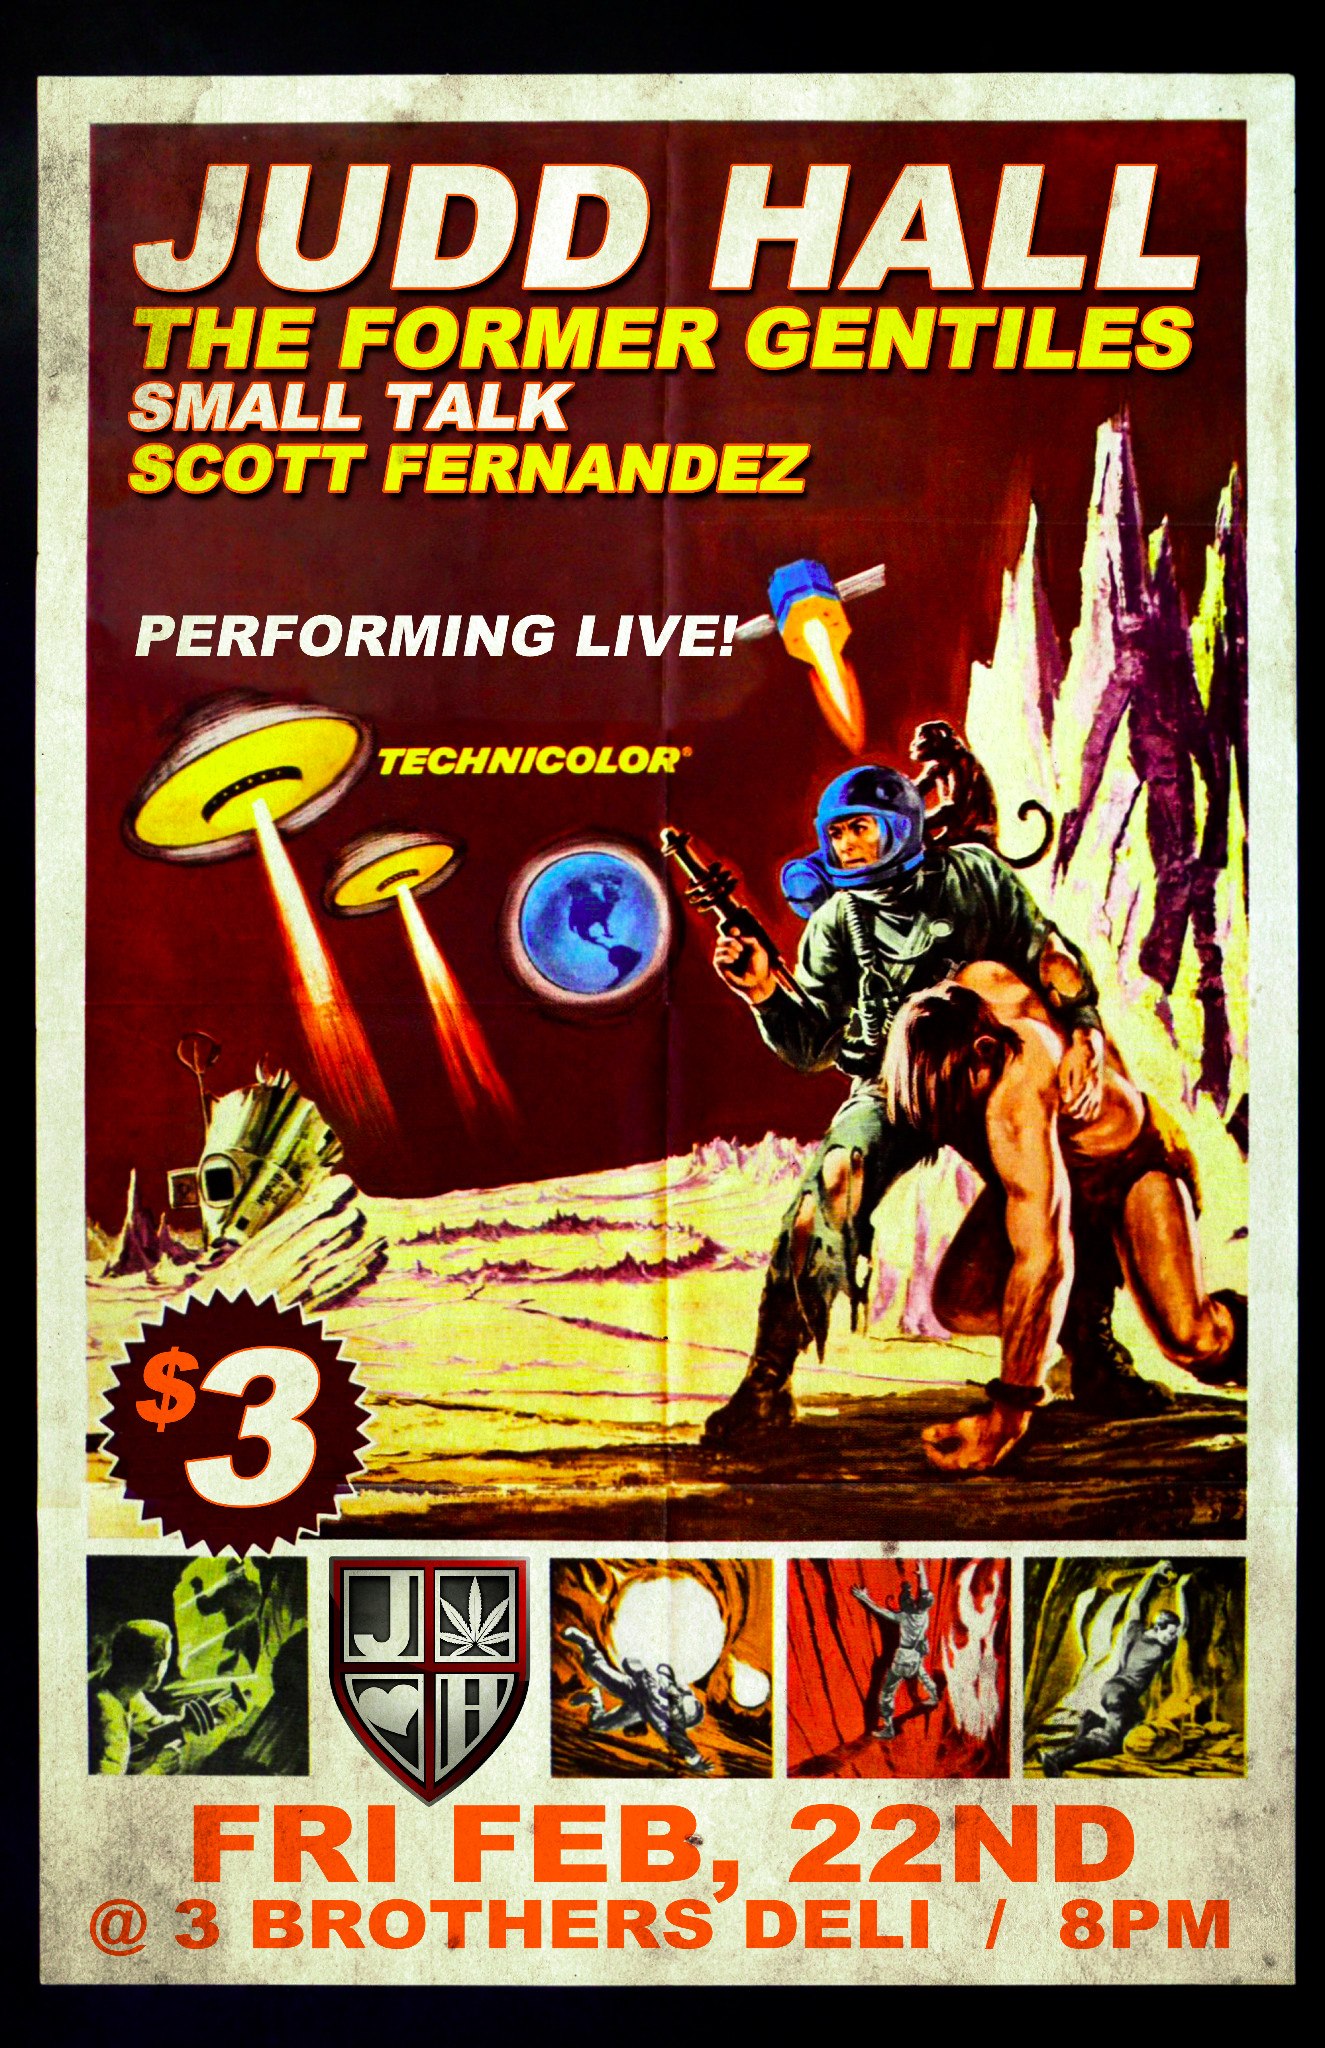 JUDD HALL
THE FORMER GENTILES
SMALL TALK
SCOTT FERNANDEZ
PERFORMING LIVE!
TECHNICOLOR®
$3
J
H
FRI FEB, 22ND
@ 3 BROTHERS DELI / 8PM